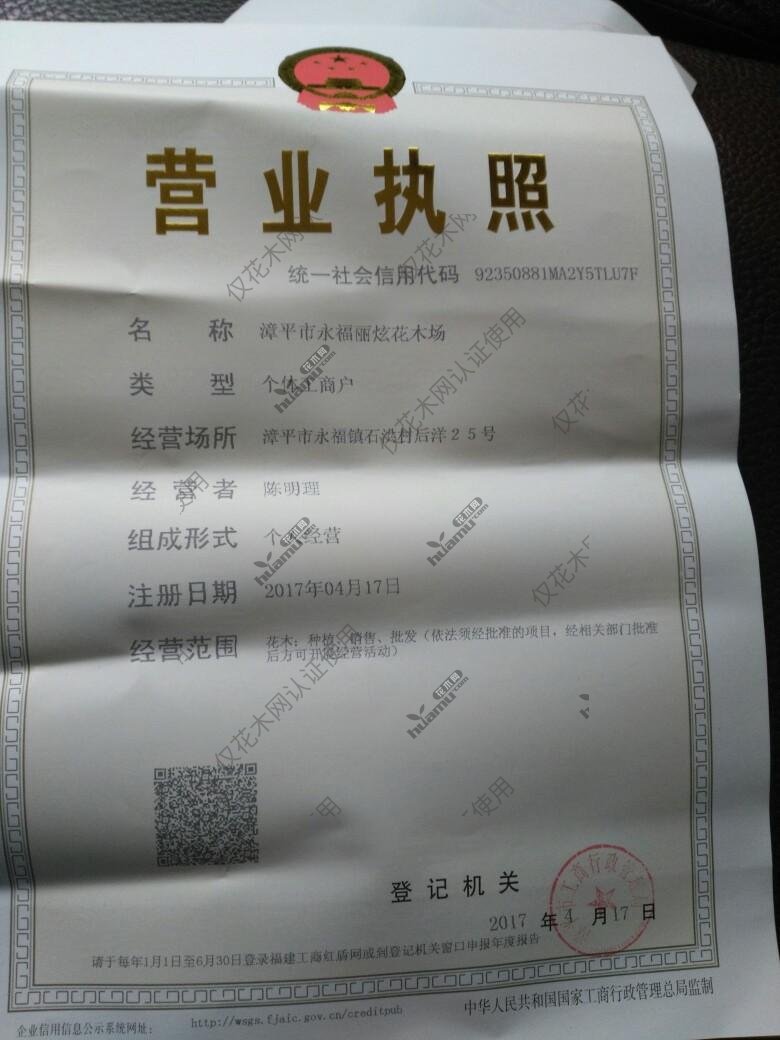 营业执照
统一社会信用代码 92350881MA2Y5TLU7F
名称 漳平市永福丽炫花木场
类型 个体工商户
经营场所 漳平市永福镇石洪村后洋25号
经营者 陈明理
组成形式 个人经营
注册日期 2017年04月17日
经营范围 花木:种植、销售、批发(依法须经批准的项目,经相关部门批准
后方可开展经营活动)
登记机关
2017 年 4 月 17 日
请于每年1月1日至6月30日登录福建工商红盾网或到登记机关窗口申报年度报告
企业信用信息公示系统网址: http://wsgs.fjaic.gov.cn/creditpub
中华人民共和国国家工商行政管理总局监制
仅花木网认证使用
花木网
huamu.com